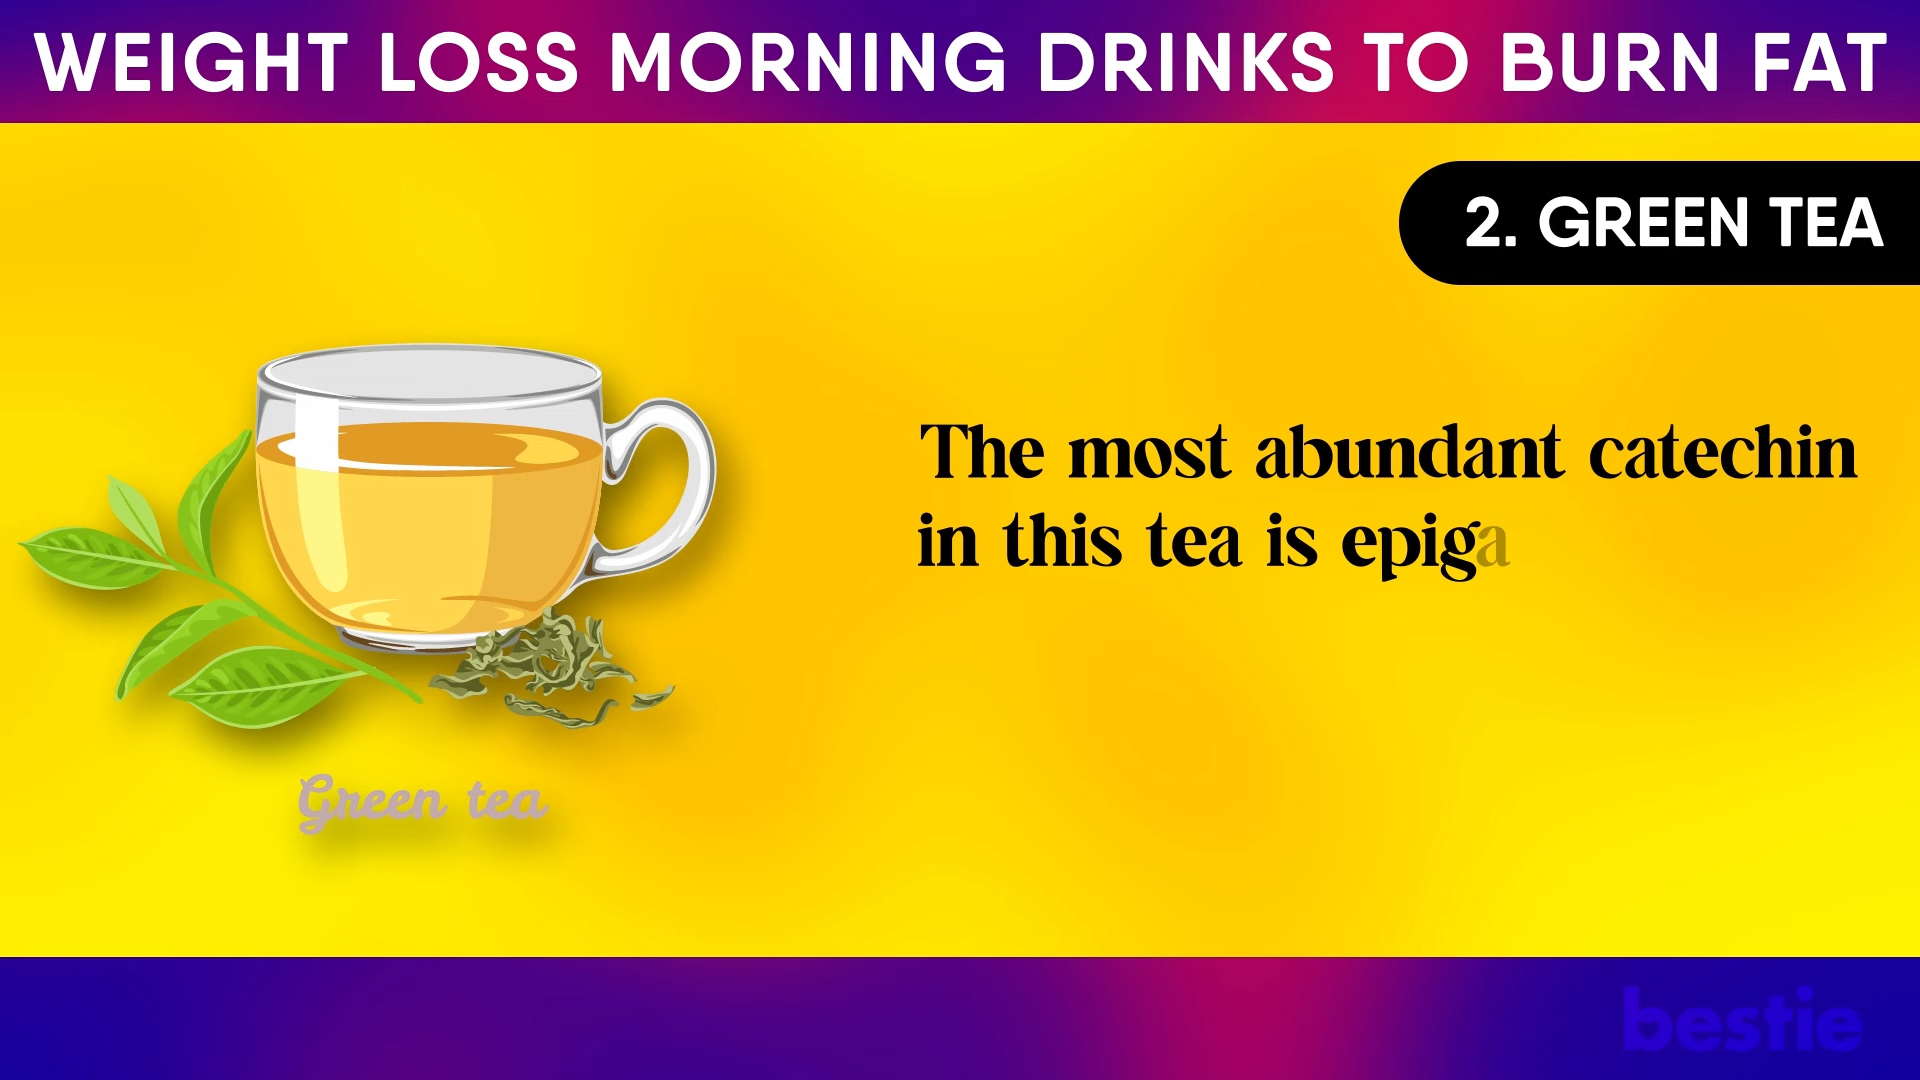 WEIGHT LOSS MORNING DRINKS TO BURN FAT
2. GREEN TEA
The most abundant catechin
in this tea is epiga
Green tea
bestie